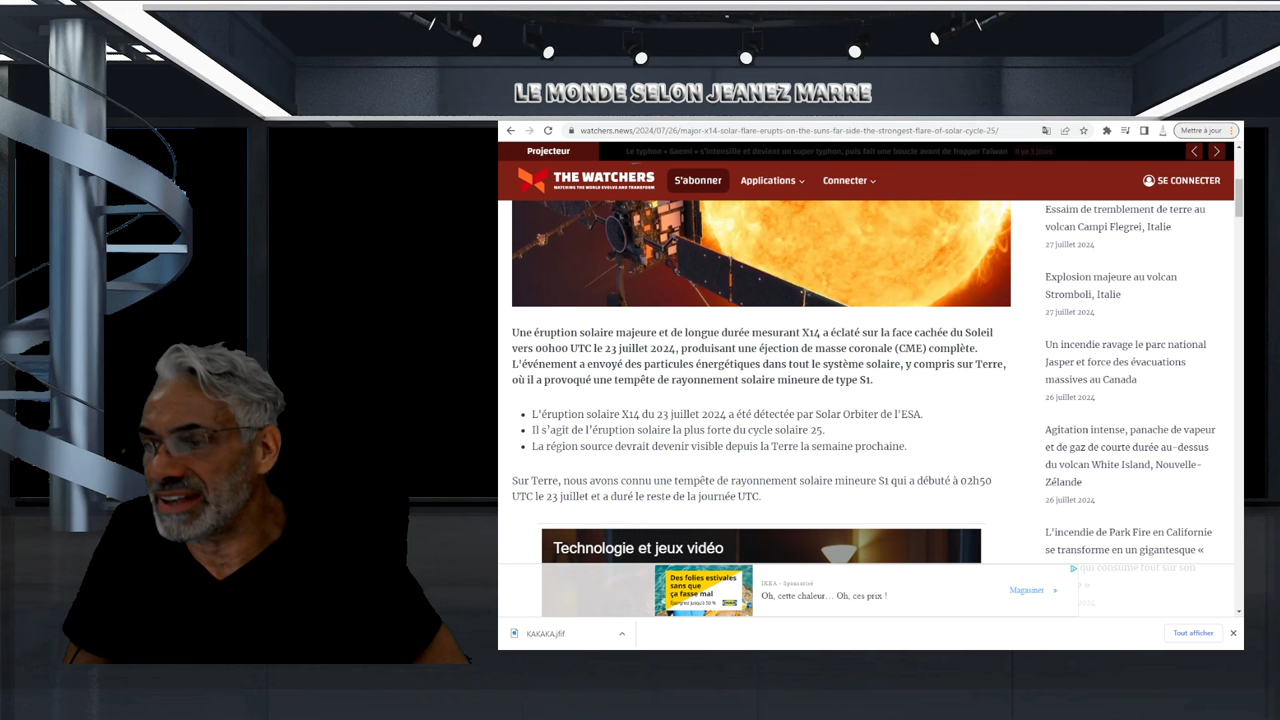 LE MONDE SELON JEANEZ MARRE
watchers.news/2024/07/26/major-x14-solar-flare-erupts-on-the-suns-far-side-the-strongest-flare-of-solar-cycle-25/
Mettre à jour
Projecteur
Le typhon « Gaemi » s'intensifie et devient un super typhon, puis fait une boucle avant de frapper Taïwan
THE WATCHERS
WATCHING THE WORLD EVOLVE AND TRANSFORM
S'abonner
Applications
Connecter
SE CONNECTER
Une éruption solaire majeure et de longue durée mesurant X14 a éclaté sur la face cachée du Soleil
vers 00h00 UTC le 23 juillet 2024, produisant une éjection de masse coronale (CME) complète.
L'événement a envoyé des particules énergétiques dans tout le système solaire, y compris sur Terre,
où il a provoqué une tempête de rayonnement solaire mineure de type S1.
L'éruption solaire X14 du 23 juillet 2024 a été détectée par Solar Orbiter de l'ESA.
Il s'agit de l'éruption solaire la plus forte du cycle solaire 25.
La région source devrait devenir visible depuis la Terre la semaine prochaine.
Sur Terre, nous avons connu une tempête de rayonnement solaire mineure S1 qui a débuté à 02h50
UTC le 23 juillet et a duré le reste de la journée UTC.
Technologie et jeux vidéo
Des folies estivales
sans que
ça fasse mal
IKEA - Sponsorisé
Oh, cette chaleur... Oh, ces prix !
Magasiner »
Essaim de tremblement de terre au
volcan Campi Flegrei, Italie
27 juillet 2024
Explosion majeure au volcan
Stromboli, Italie
27 juillet 2024
Un incendie ravage le parc national
Jasper et force des évacuations
massives au Canada
26 juillet 2024
Agitation intense, panache de vapeur
et de gaz de courte durée au-dessus
du volcan White Island, Nouvelle-
Zélande
26 juillet 2024
L'incendie de Park Fire en Californie
se transforme en un gigantesque «
qui consume tout sur son
»
2024
KAKAKA.jfif
Tout afficher